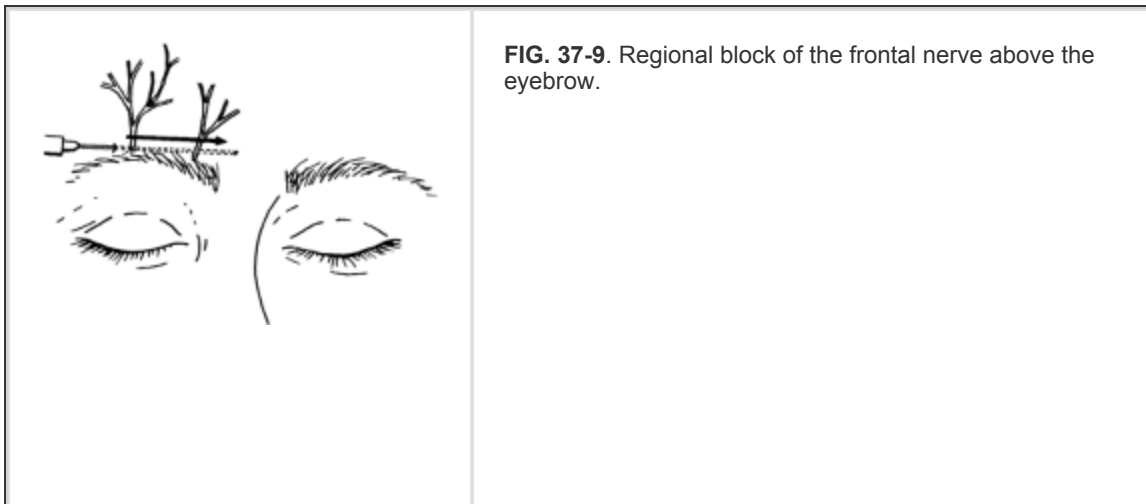 FIG. 37-9. Regional block of the frontal nerve above the
eyebrow.